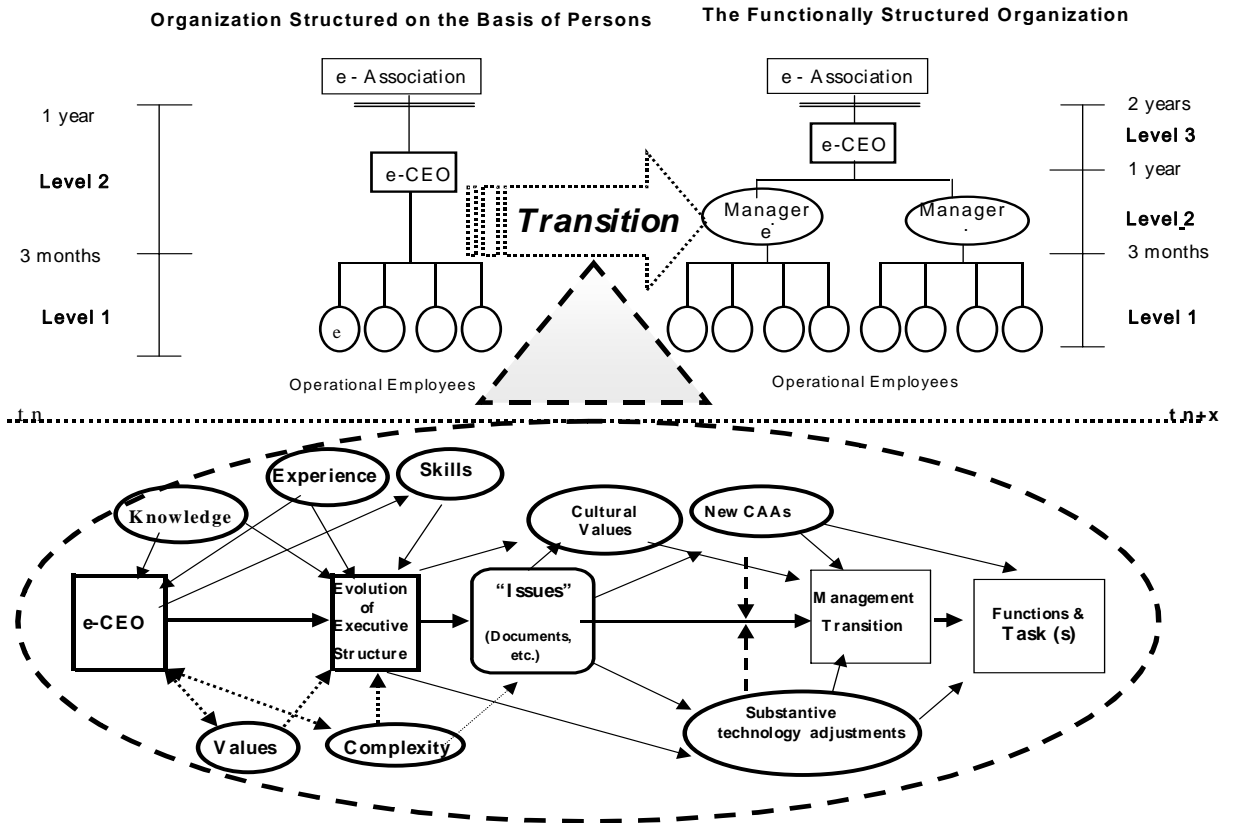 Organization Structured on the Basis of Persons
The Functionally Structured Organization
e - Association
e - Association
1 year
2 years
Level 3
e-CEO
1 year
Level 2
e-CEO
Transition
Manager
e
Manager
Level 2
3 months
3 months
Level 1
e
Level 1
Operational Employees
Operational Employees
t n
t n+x
Experience
Skills
Knowledge
Cultural
Values
New CAAs
e-CEO
Evolution
of
Executive
Structure
“Issues”
(Documents,
etc.)
Management
Transition
Functions &
Task (s)
Values
Complexity
Substantive
technology adjustments